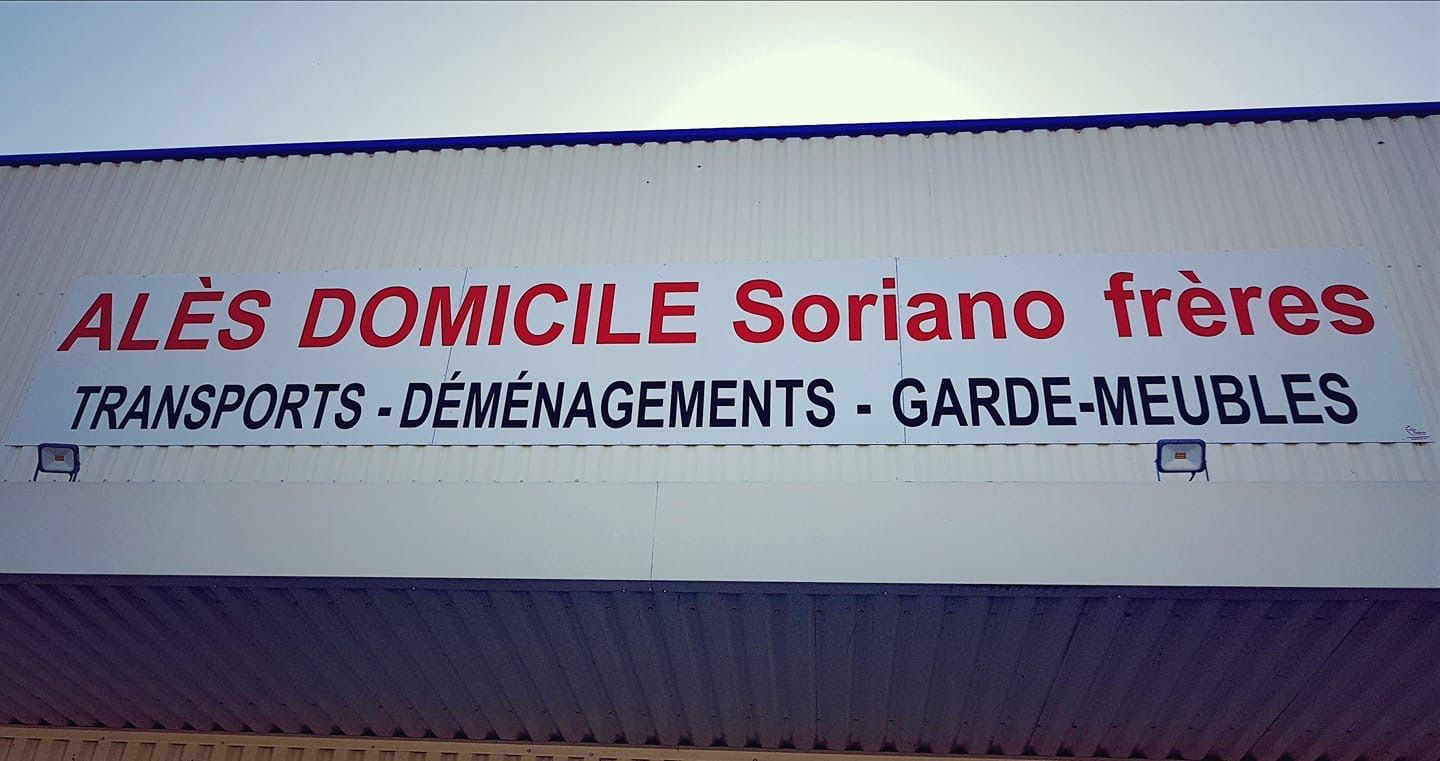 ALÈS DOMICILE Soriano frères
TRANSPORTS - DÉMÉNAGEMENTS - GARDE-MEUBLES